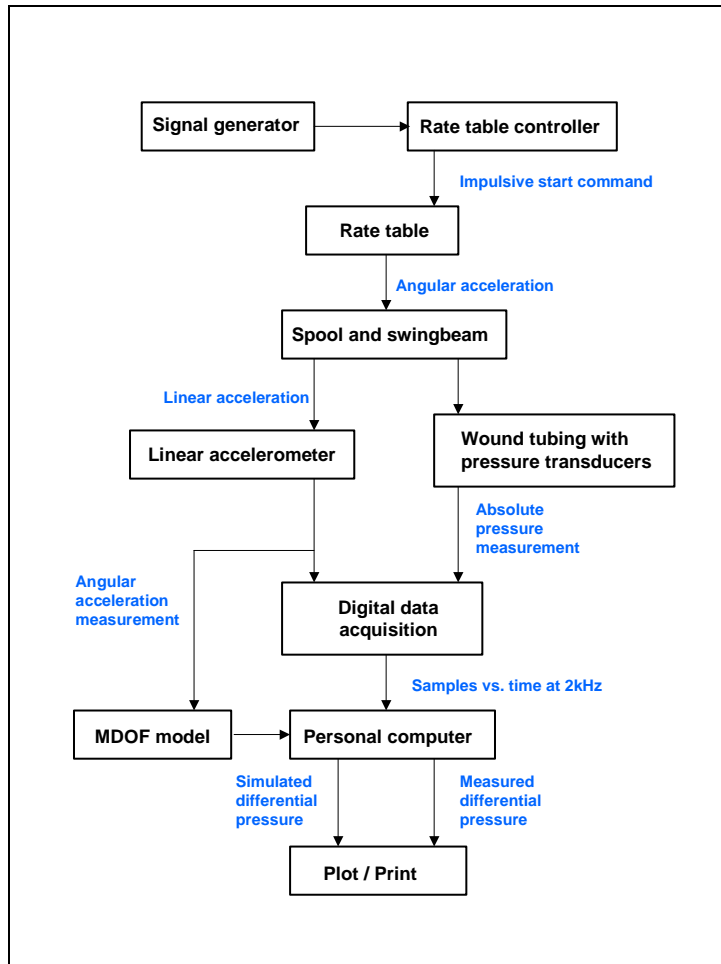 Signal generator
Rate table controller
Impulsive start command
Rate table
Angular acceleration
Spool and swingbeam
Linear acceleration
Linear accelerometer
Wound tubing with
pressure transducers
Absolute
pressure
measurement
Angular
acceleration
measurement
Digital data
acquisition
Samples vs. time at 2kHz
MDOF model
Personal computer
Simulated
differential
pressure
Measured
differential
pressure
Plot / Print